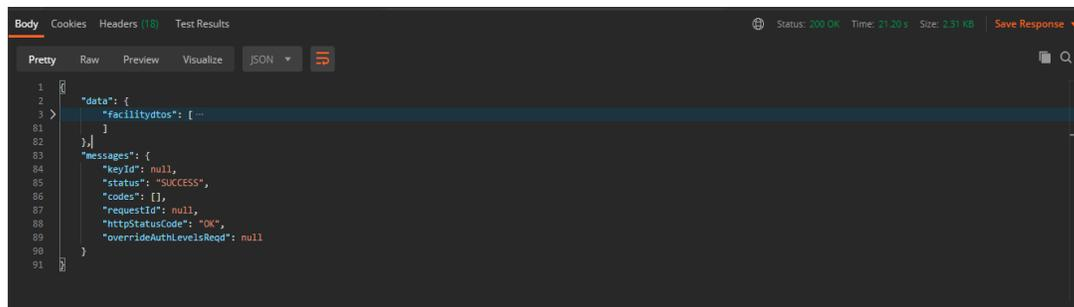 Body Cookies Headers (18) Test Results Status: 200 OK Time: 21.20 s Size: 2.31 KB Save Response
Pretty Raw Preview Visualize JSON
1 {
2 "data": {
3 "facilitydtos": [ ...
81 ]
82 },
83 "messages": {
84 "keyId": null,
85 "status": "SUCCESS",
86 "codes": [],
87 "requestId": null,
88 "httpStatusCode": "OK",
89 "overrideAuthLevelsReqd": null
90 }
91 }